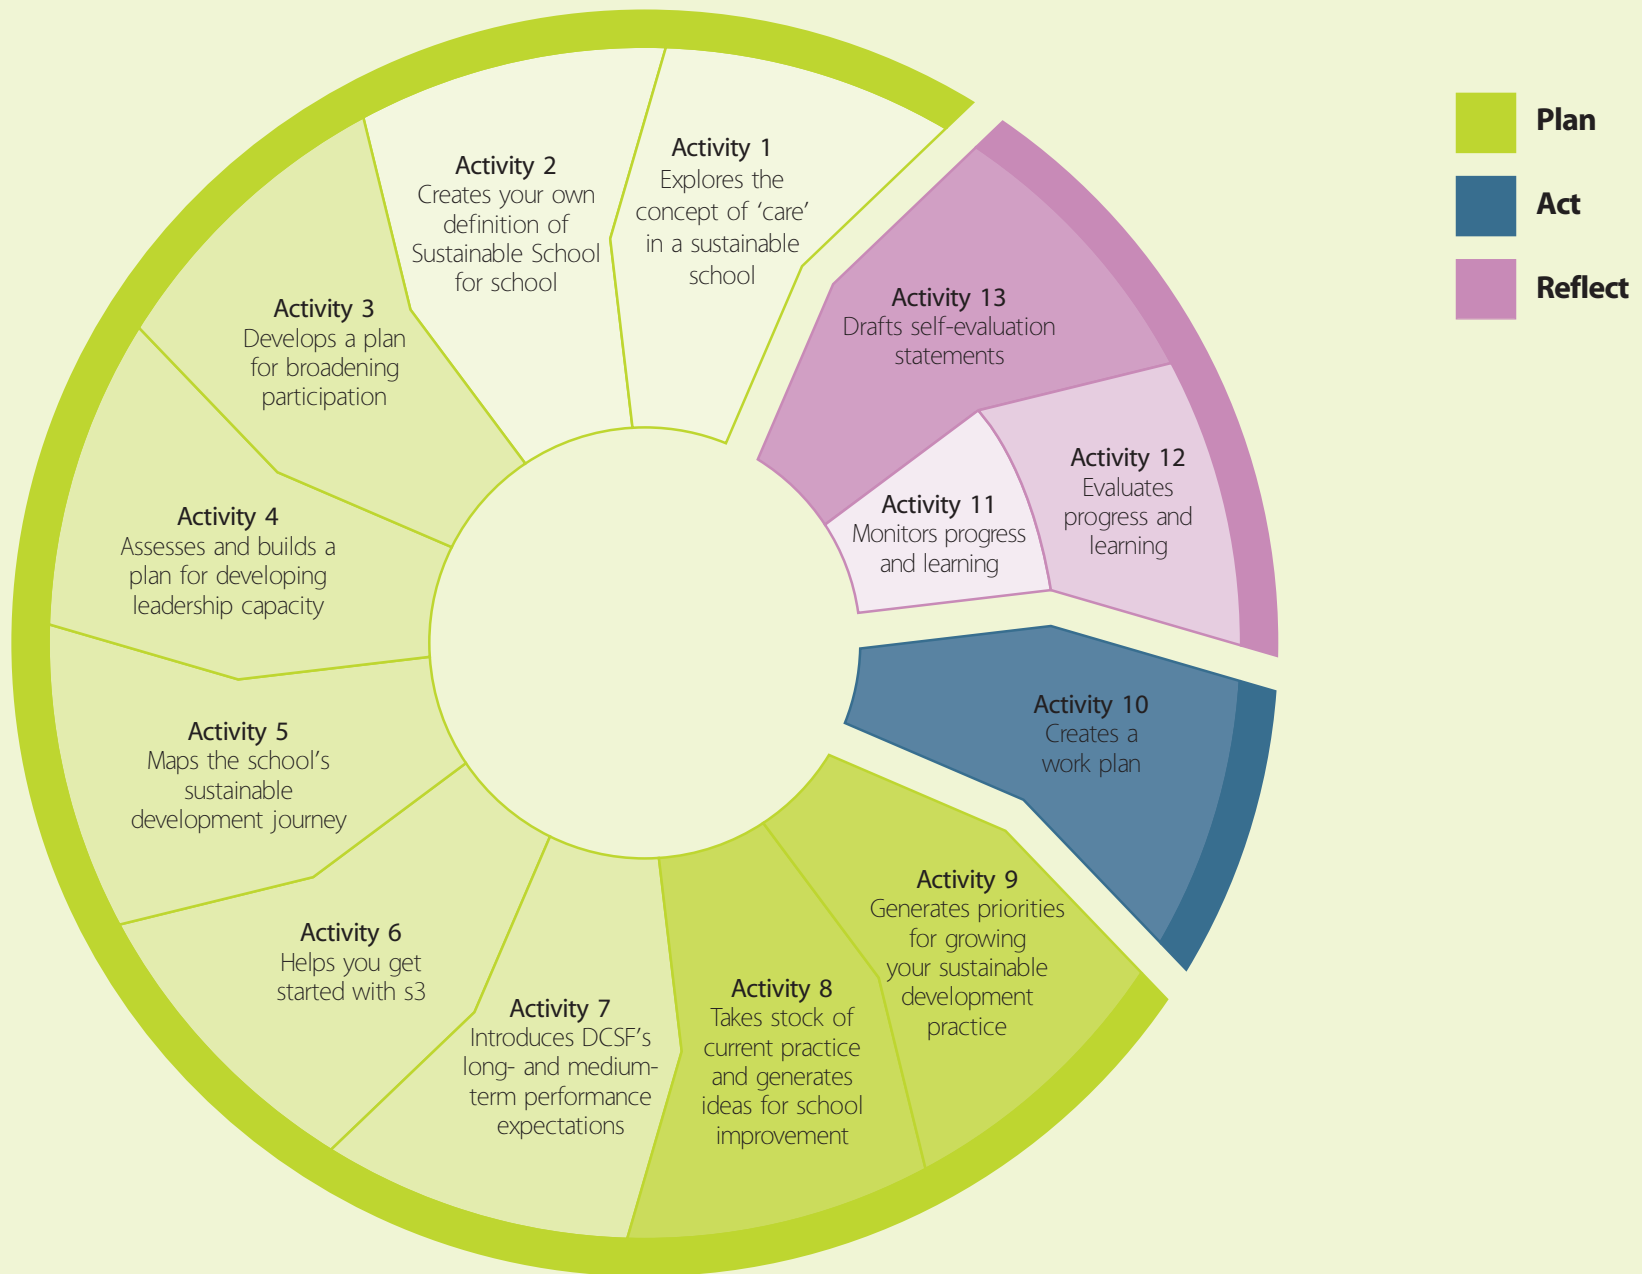 Activity 1
Explores the
concept of ‘care’
in a sustainable
school
Activity 2
Creates your own
definition of
Sustainable School
for school
Activity 3
Develops a plan
for broadening
participation
Activity 4
Assesses and builds a
plan for developing
leadership capacity
Activity 5
Maps the school’s
sustainable
development journey
Activity 6
Helps you get
started with s3
Activity 7
Introduces DCSF’s
long- and medium-
term performance
expectations
Activity 8
Takes stock of
current practice
and generates
ideas for school
improvement
Activity 9
Generates priorities
for growing
your sustainable
development
practice
Activity 10
Creates a
work plan
Activity 11
Monitors progress
and learning
Activity 12
Evaluates
progress and
learning
Activity 13
Drafts self-evaluation
statements
Plan
Act
Reflect